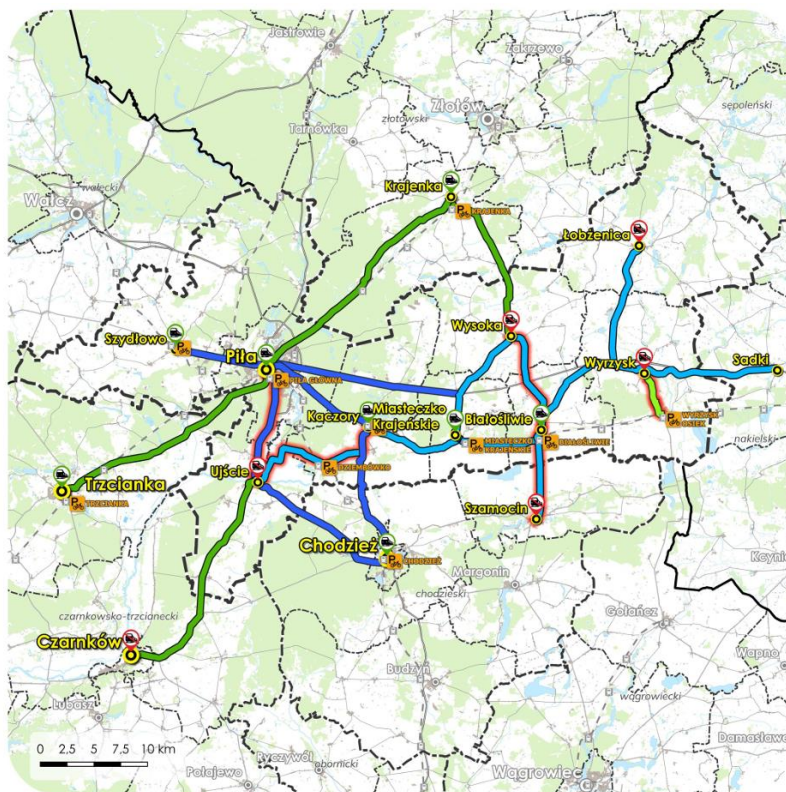 Jastrowie
Zakrzewo
Złotów
sępoleński
złotowski
Tarnówka
Krajenka
KRAJENKA
wałecki
Wałcz
Łobżenica
Szydłowo
Wysoka
Piła
PIŁA GŁÓWNA
Wyrzysk
Sadki
Kaczory
Miasteczko
Krajeńskie
Białośliwie
WYRZYSK
OSIEK
MIASTECZKO
KRAJEŃSKIE
BIAŁOŚLIWIE
nakielski
Ujście
DZIEMBÓWKO
Trzcianka
TRZCIANKA
Szamocin
Chodzież
CHODZIEŻ
Margonin
Kcynia
chodzieski
Gołańcz
czarnkowsko-trzcianecki
Czarnków
Wapno
Budzyń
wągrowiecki
Lubasz
Damasław
0 2.5 5 7.5 10 km
Ryczywół
obornicki
Połajewo
Wągrowiec